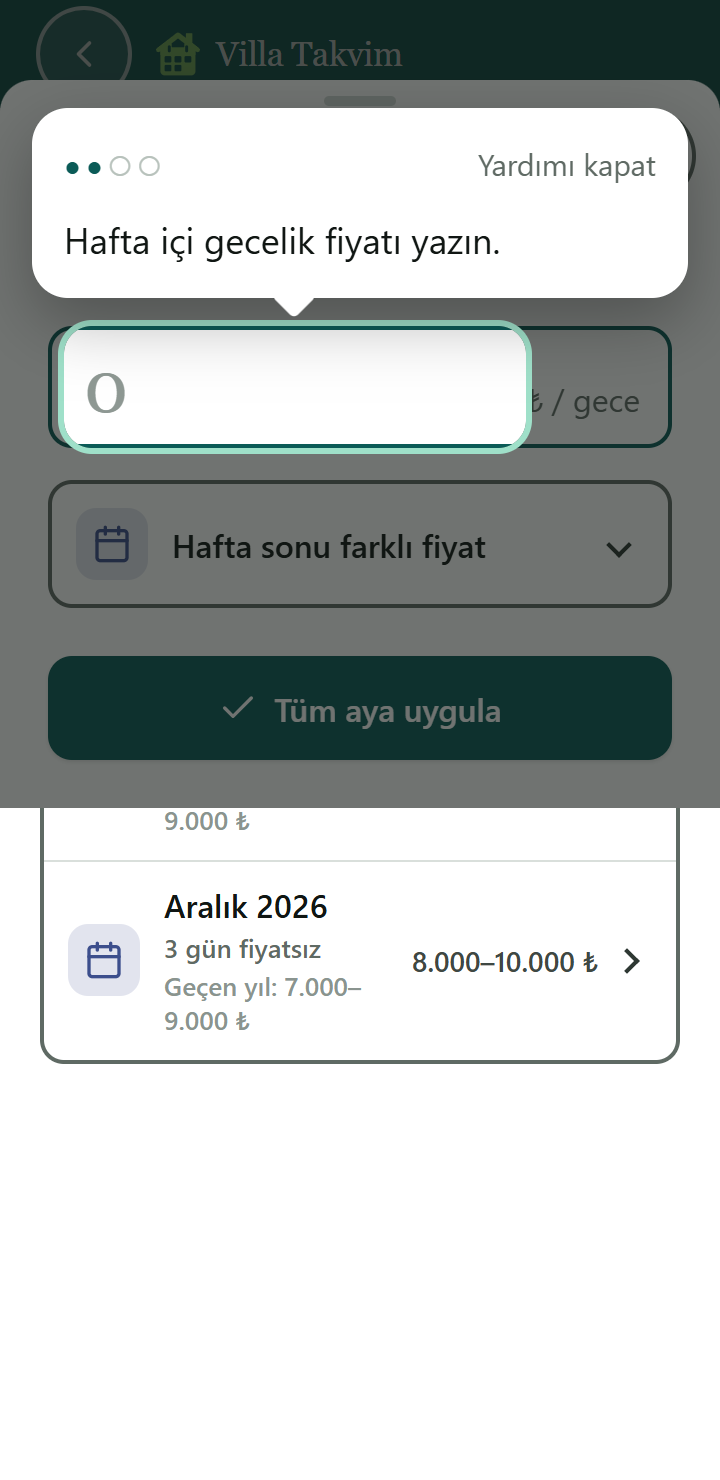 Villa Takvim
Yardımı kapat
Hafta içi gecelik fiyatı yazın.
0
₺ / gece
Hafta sonu farklı fiyat
Tüm aya uygula
9.000 ₺
Aralık 2026
3 gün fiyatsız
8.000–10.000 ₺
Geçen yıl: 7.000–
9.000 ₺